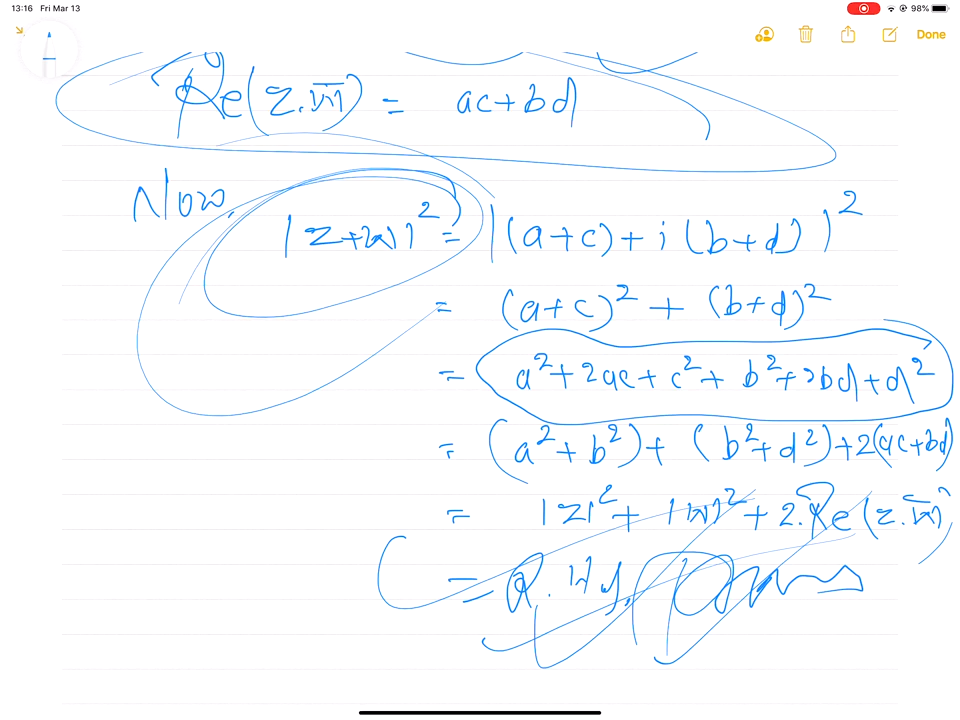 13:16 Fri Mar 13 98%
Done
Re(z.w̅) = ac+bd
Now,
|z+w|² = |(a+c)+i(b+d)|²
= (a+c)² + (b+d)²
= a²+2ac+c²+b²+2bd+d²
= (a²+b²)+(b²+d²)+2(ac+bd)
= |z|²+|w|²+2.Re(z.w̅)